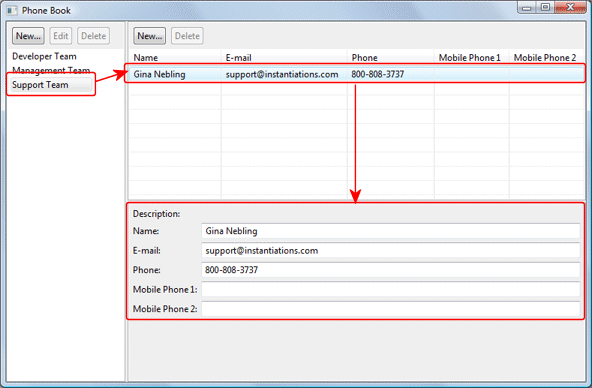 Phone Book
New... Edit Delete
Developer Team
Management Team
Support Team
New... Delete
Name E-mail Phone Mobile Phone 1 Mobile Phone 2
Gina Nebling support@instantiations.com 800-808-3737
Description:
Name: Gina Nebling
E-mail: support@instantiations.com
Phone: 800-808-3737
Mobile Phone 1:
Mobile Phone 2: